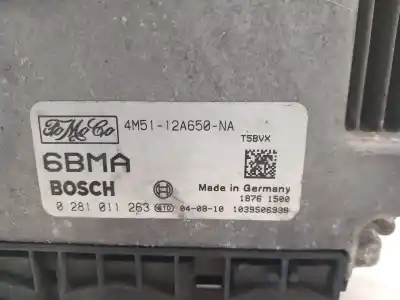 FoMoCo 4M51-12A650-NA
T5BVX
6BMA
BOSCH
Made in Germany
1876 1500
0 281 011 263 MTD 04-08-10 1039S06938